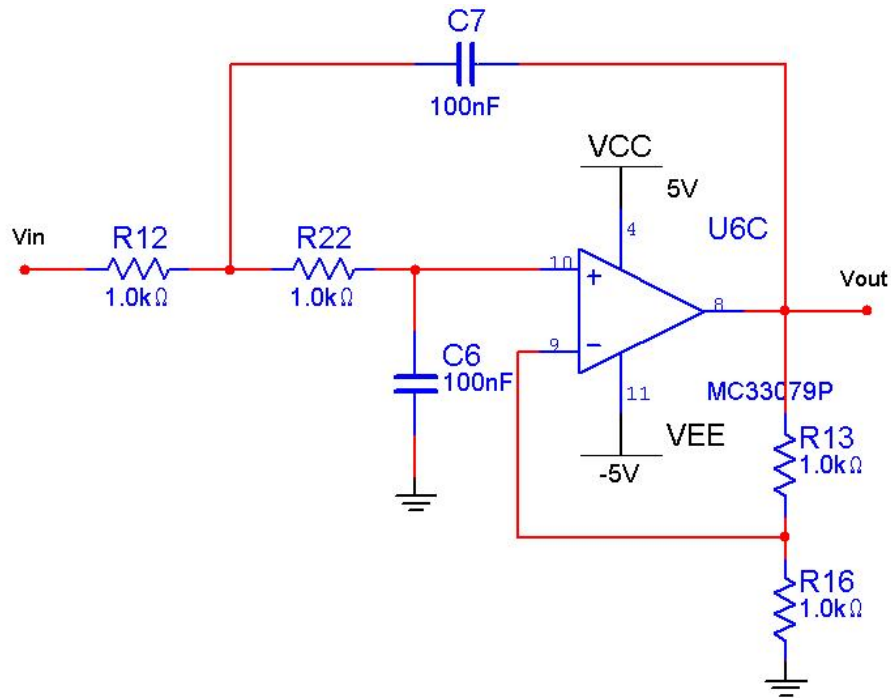 C7
100nF
VCC
5V
4
U6C
Vin
R12
1.0kΩ
R22
1.0kΩ
10
+
8
Vout
9
−
C6
100nF
11
MC33079P
VEE
-5V
R13
1.0kΩ
R16
1.0kΩ